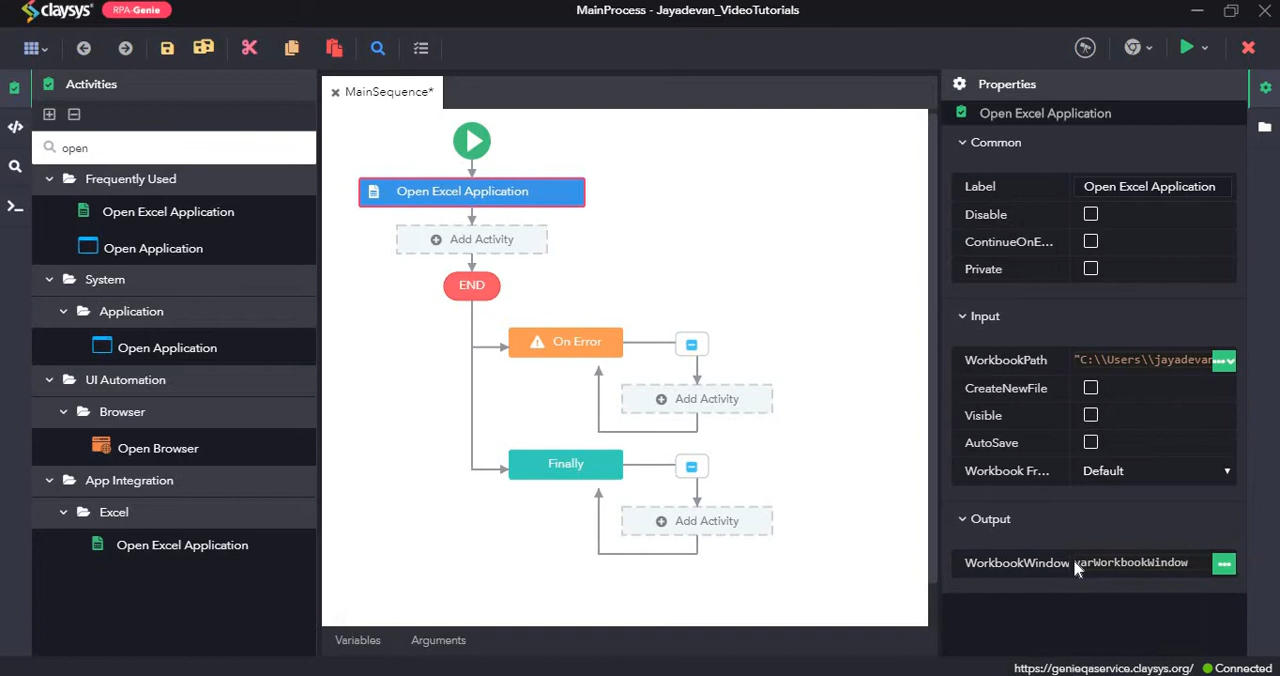 claysys RPA-Genie
MainProcess - Jayadevan_VideoTutorials
Activities
open
Frequently Used
Open Excel Application
Open Application
System
Application
Open Application
UI Automation
Browser
Open Browser
App Integration
Excel
Open Excel Application
MainSequence*
Open Excel Application
Add Activity
END
On Error
Add Activity
Finally
Add Activity
Variables Arguments
Properties
Open Excel Application
Common
Label Open Excel Application
Disable
ContinueOnE...
Private
Input
WorkbookPath "C:\\Users\\jayadevan
CreateNewFile
Visible
AutoSave
Workbook Fr... Default
Output
WorkbookWindow varWorkbookWindow
https://genieqaservice.claysys.org/ Connected